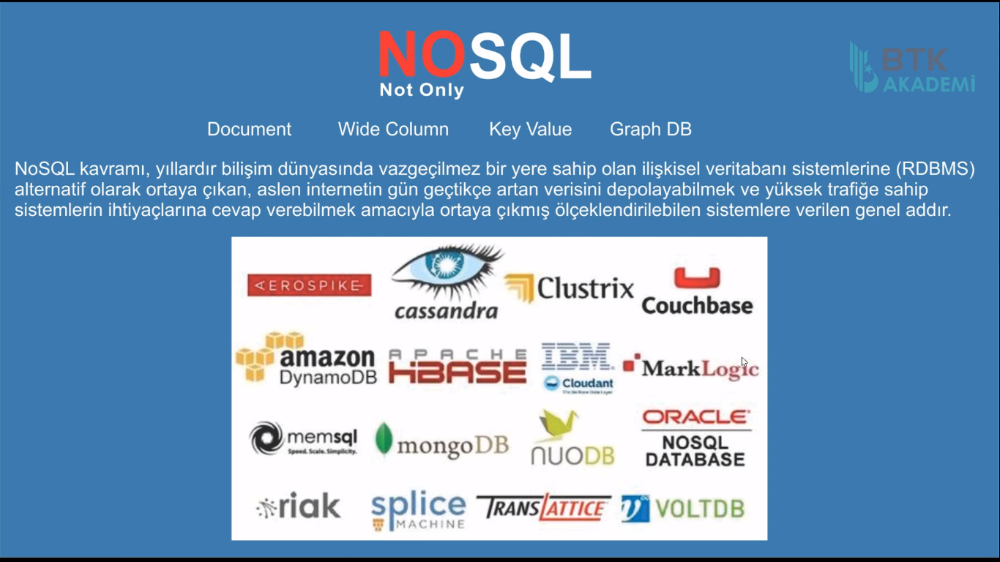 NOSQL
Not Only
BTK
AKADEMİ
Document Wide Column Key Value Graph DB
NoSQL kavramı, yıllardır bilişim dünyasında vazgeçilmez bir yere sahip olan ilişkisel veritabanı sistemlerine (RDBMS)
alternatif olarak ortaya çıkan, aslen internetin gün geçtikçe artan verisini depolayabilmek ve yüksek trafiğe sahip
sistemlerin ihtiyaçlarına cevap verebilmek amacıyla ortaya çıkmış ölçeklendirilebilen sistemlere verilen genel addır.
AEROSPIKE
cassandra
Clustrix
Couchbase
amazon
DynamoDB
APACHE
HBASE
IBM
Cloudant
MarkLogic
memsql
Speed. Scale. Simplicity.
mongoDB
NUODB
ORACLE
NOSQL
DATABASE
riak
splice
MACHINE
TRANSLATTICE
VOLTDB